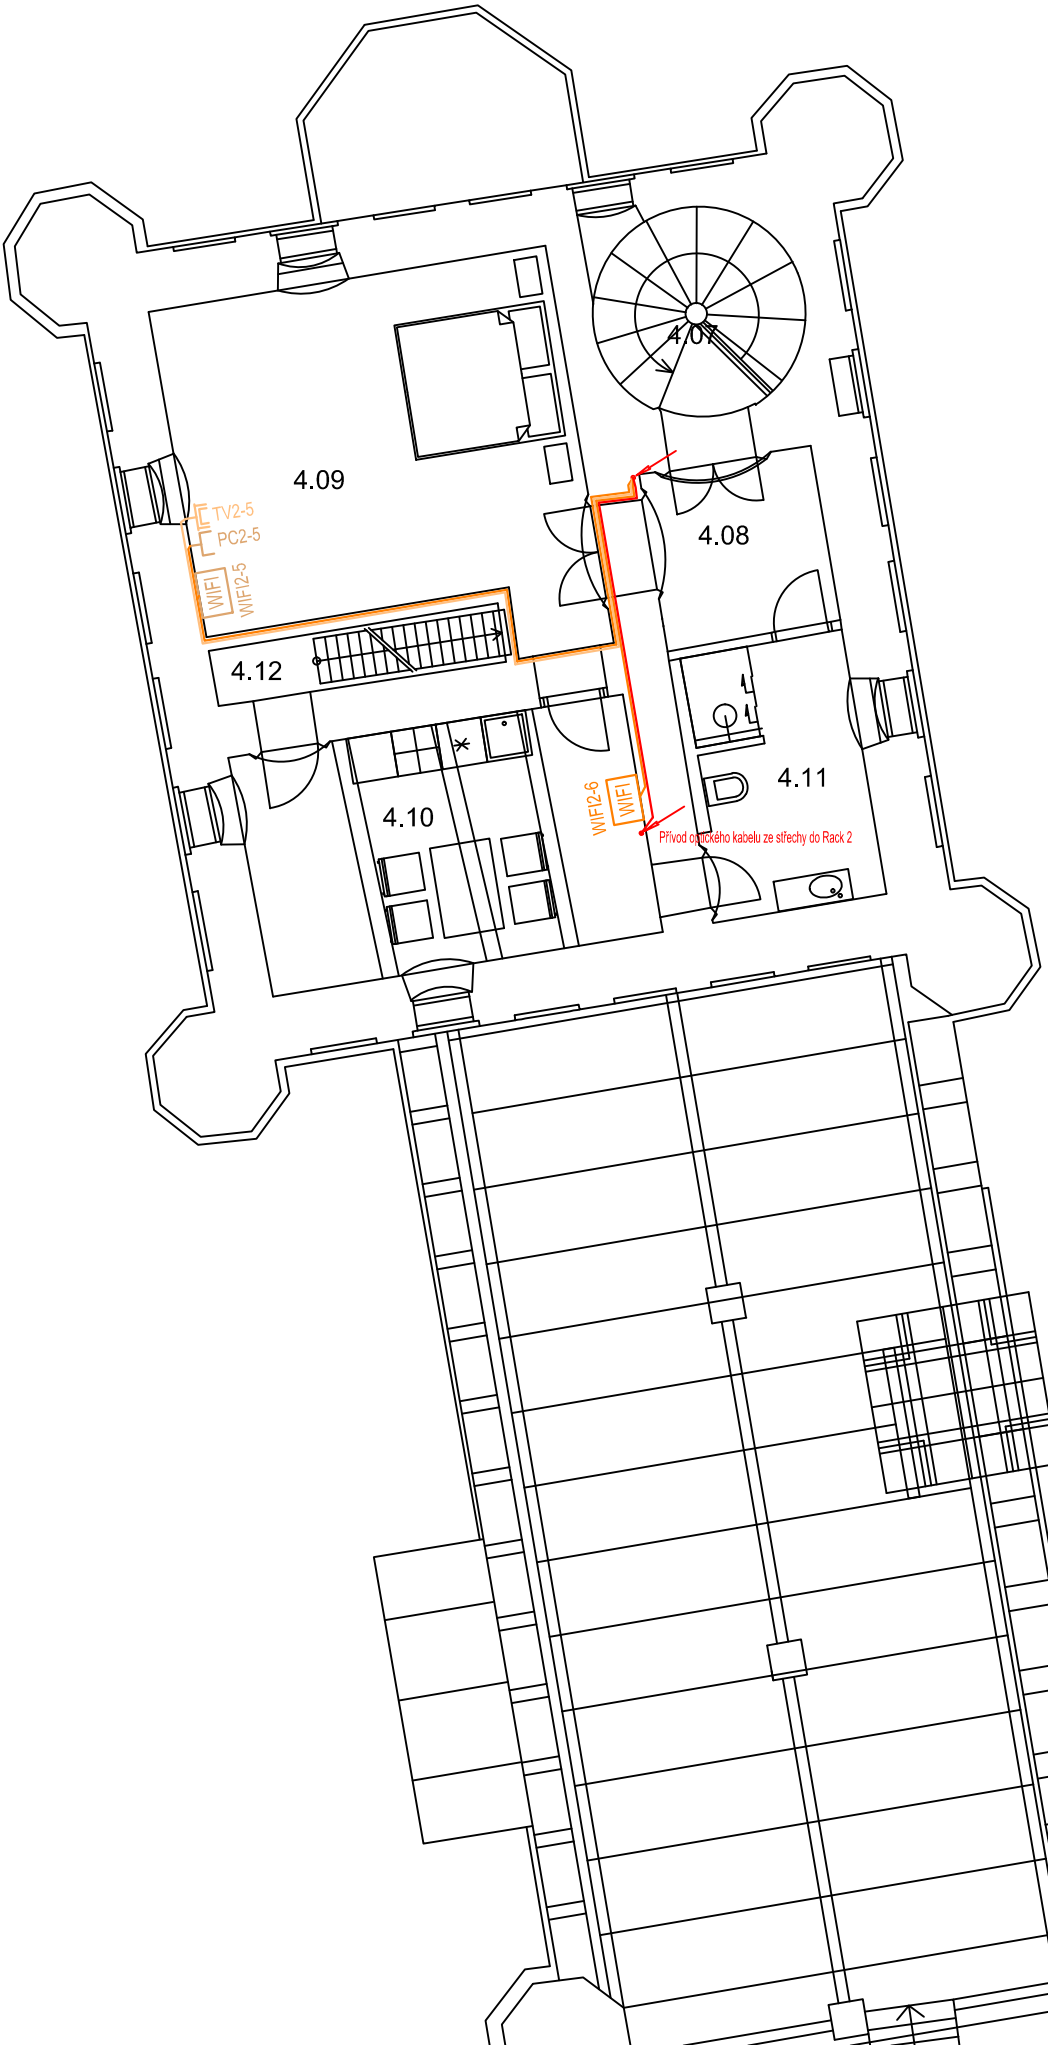 4.07
4.09
TV2-5
PC2-5
WIFI
WIFI2-5
4.08
4.12
4.11
WIFI2-6
WIFI
4.10
Přívod optického kabelu ze střechy do Rack 2